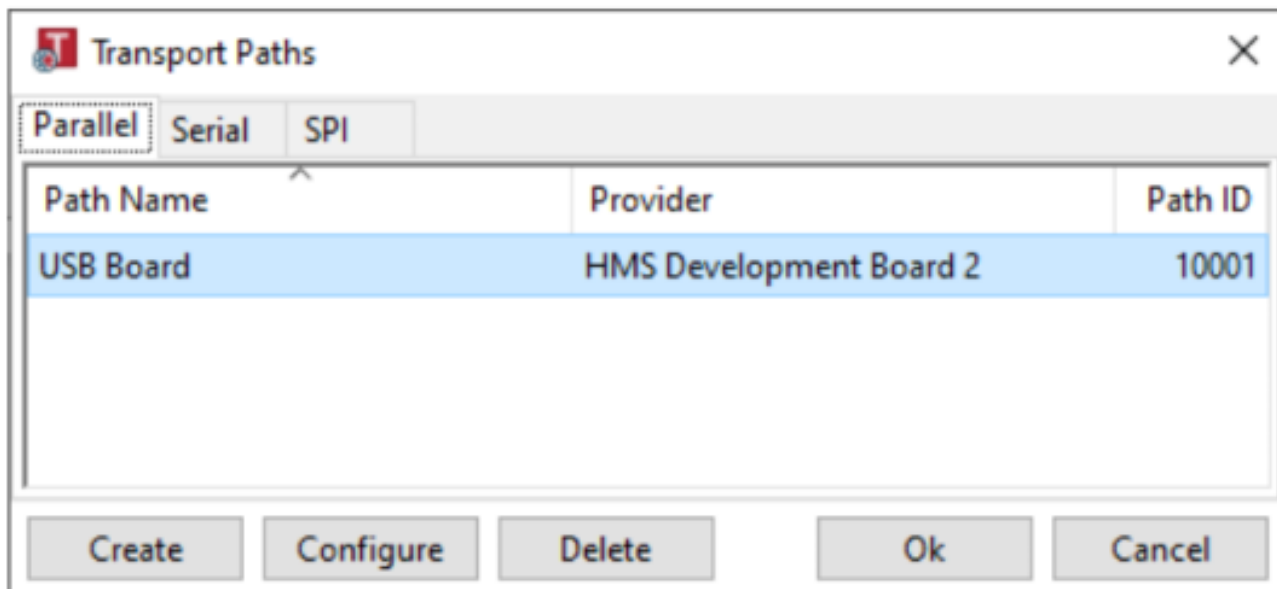 Transport Paths
Parallel Serial SPI
Path Name Provider Path ID
USB Board HMS Development Board 2 10001
Create Configure Delete Ok Cancel